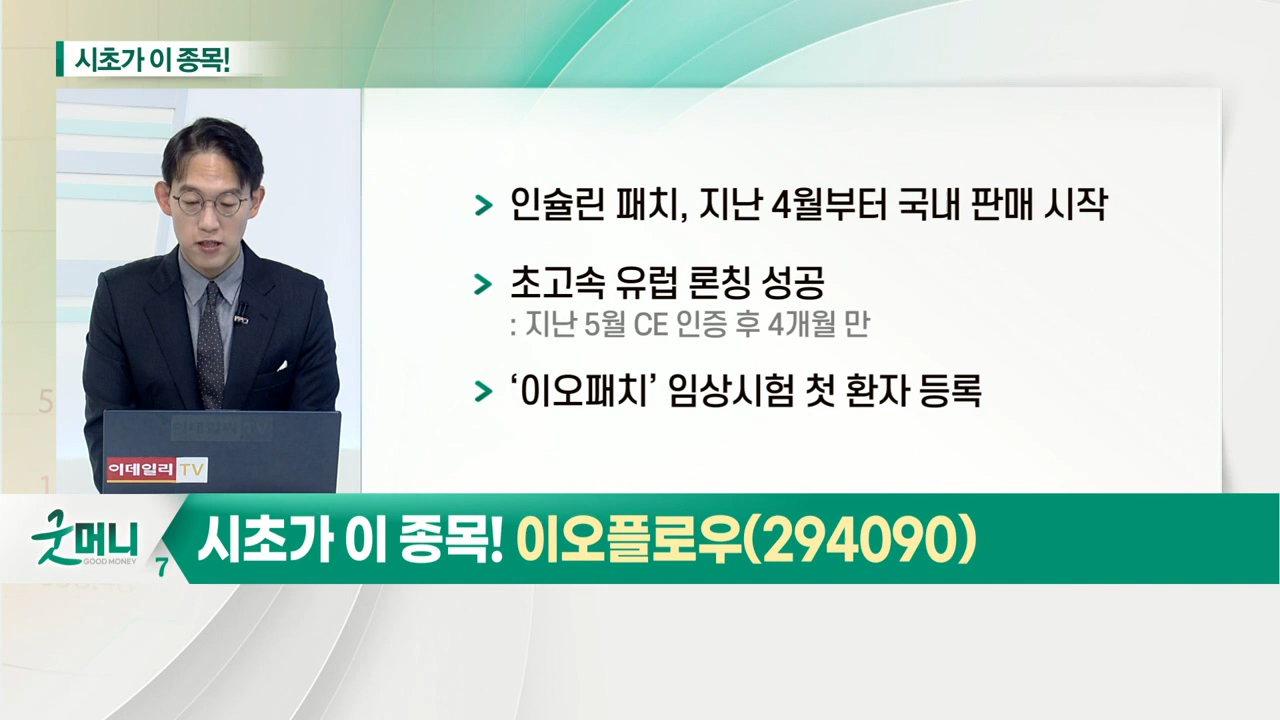 시초가 이 종목!
> 인슐린 패치, 지난 4월부터 국내 판매 시작
> 초고속 유럽 론칭 성공
: 지난 5월 CE 인증 후 4개월 만
> ‘이오패치’ 임상시험 첫 환자 등록
이데일리 TV
굿머니
GOOD MONEY
7
시초가 이 종목! 이오플로우(294090)